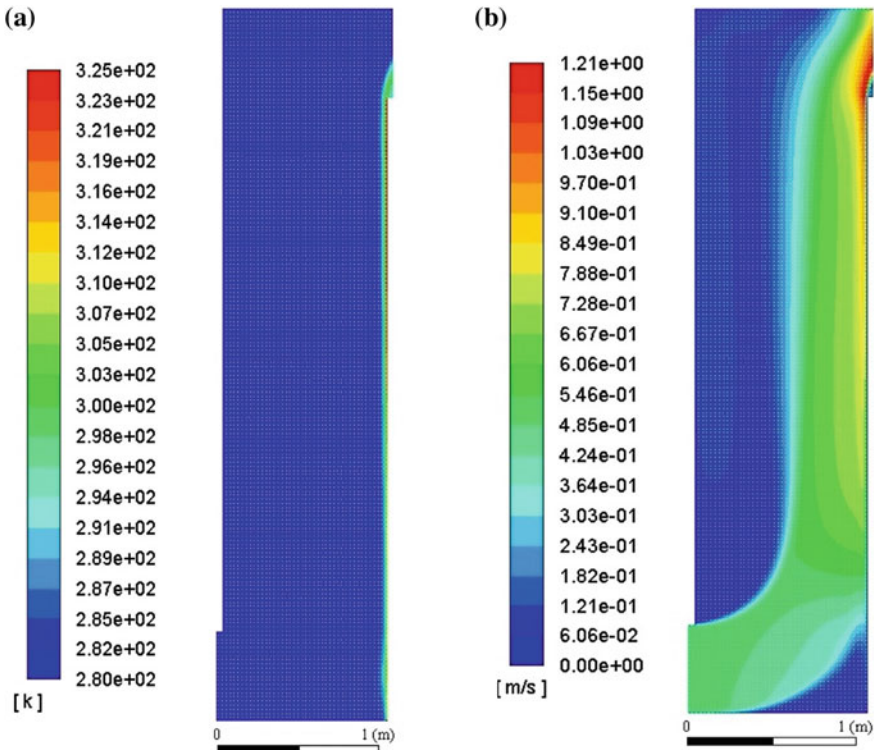 (a)
3.25e+02
3.23e+02
3.21e+02
3.19e+02
3.16e+02
3.14e+02
3.12e+02
3.10e+02
3.07e+02
3.05e+02
3.03e+02
3.00e+02
2.98e+02
2.96e+02
2.94e+02
2.91e+02
2.89e+02
2.87e+02
2.85e+02
2.82e+02
2.80e+02
[ k ]
0 1 (m)
(b)
1.21e+00
1.15e+00
1.09e+00
1.03e+00
9.70e-01
9.10e-01
8.49e-01
7.88e-01
7.28e-01
6.67e-01
6.06e-01
5.46e-01
4.85e-01
4.24e-01
3.64e-01
3.03e-01
2.43e-01
1.82e-01
1.21e-01
6.06e-02
0.00e+00
[ m/s ]
0 1 (m)